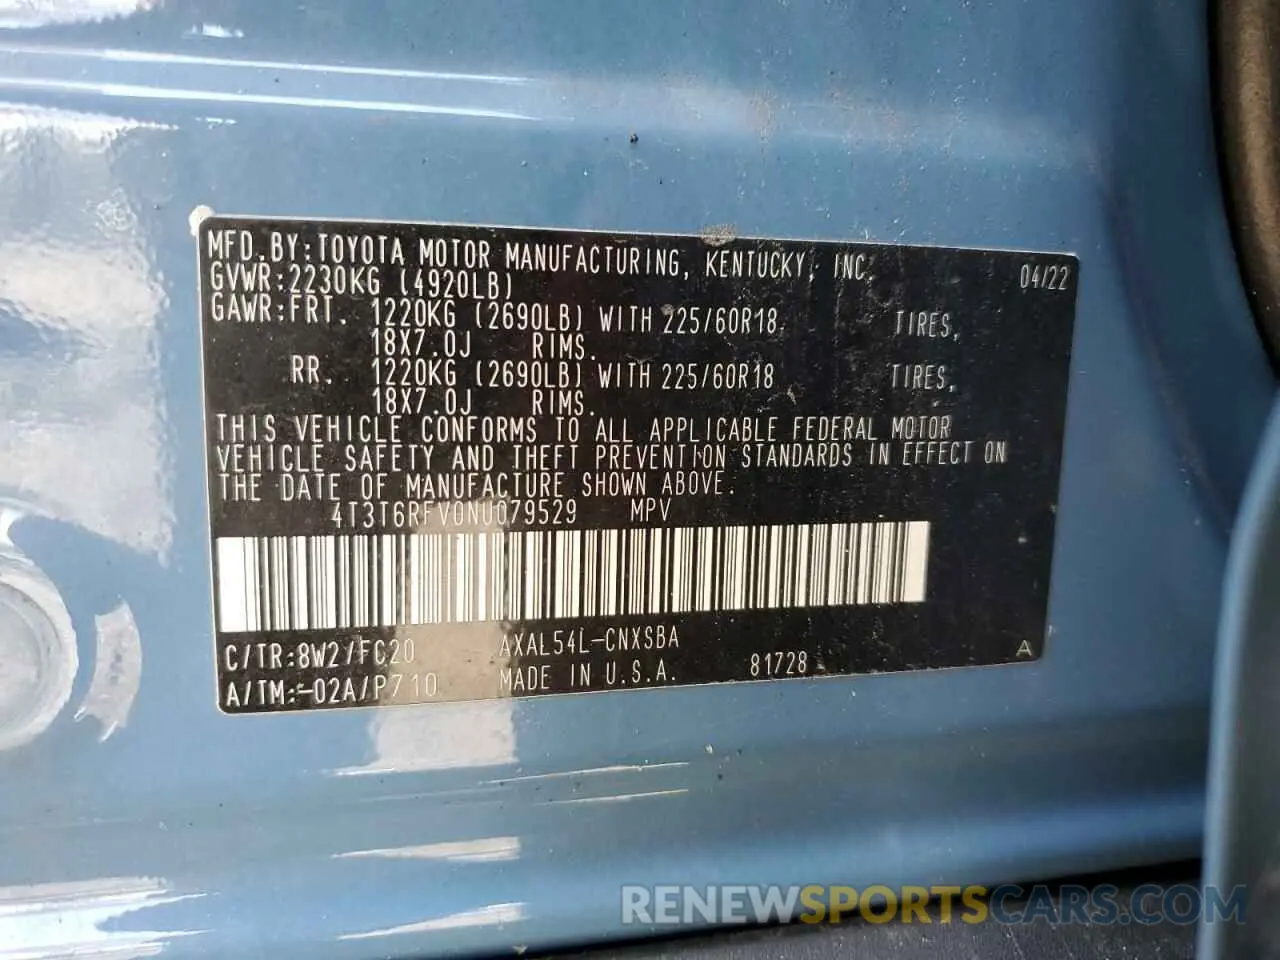 MFD.BY:TOYOTA MOTOR MANUFACTURING, KENTUCKY, INC. 04/22
GVWR:2230KG (4920LB)
GAWR:FRT. 1220KG (2690LB) WITH 225/60R18 TIRES,
18X7.0J RIMS.
RR. 1220KG (2690LB) WITH 225/60R18 TIRES,
18X7.0J RIMS.
THIS VEHICLE CONFORMS TO ALL APPLICABLE FEDERAL MOTOR
VEHICLE SAFETY AND THEFT PREVENTION STANDARDS IN EFFECT ON
THE DATE OF MANUFACTURE SHOWN ABOVE.
4T3T6RFV0NU079529 MPV
C/TR:8W2/FC20 AXAL54L-CNXSBA
A/TM:-02A/P710 MADE IN U.S.A. 81728 A
RENEWSPORTSCARS.COM